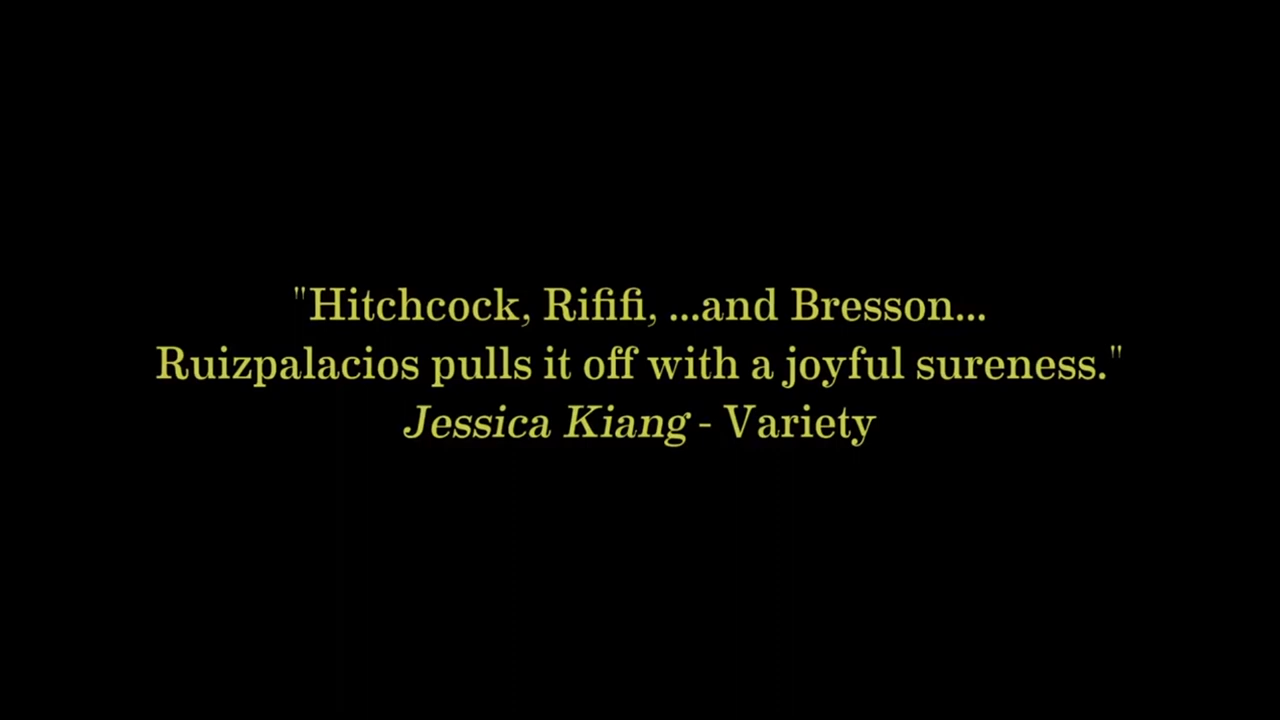 "Hitchcock, Rififi, ...and Bresson...
Ruizpalacios pulls it off with a joyful sureness."
Jessica Kiang - Variety